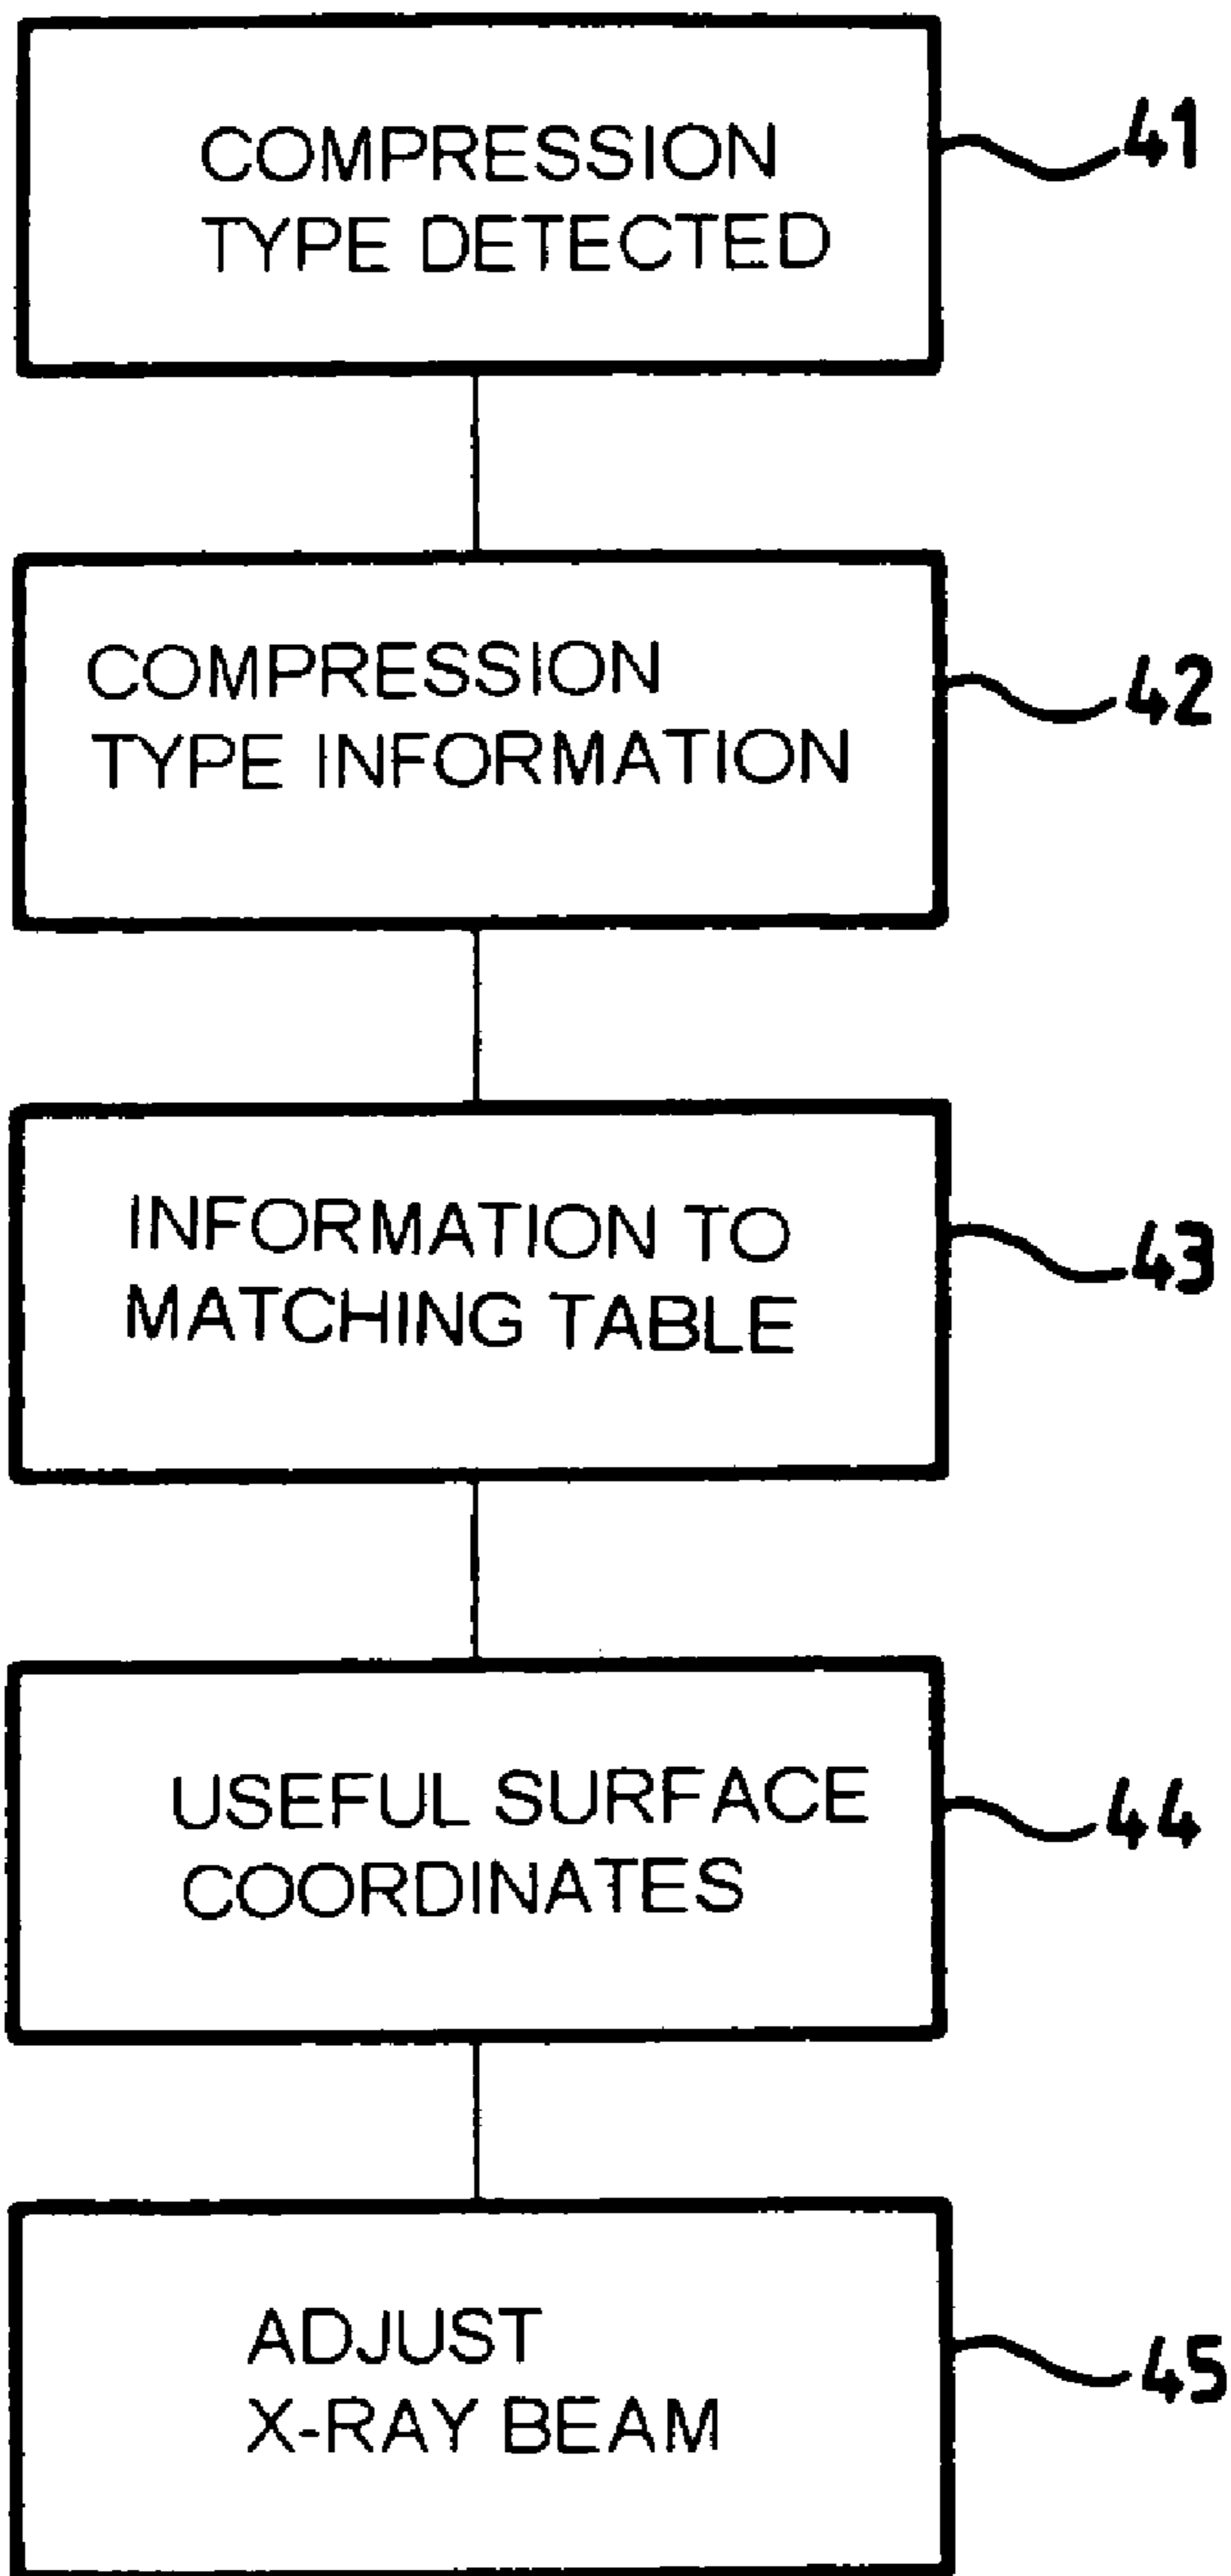 COMPRESSION
TYPE DETECTED
41
COMPRESSION
TYPE INFORMATION
42
INFORMATION TO
MATCHING TABLE
43
USEFUL SURFACE
COORDINATES
44
ADJUST
X-RAY BEAM
45